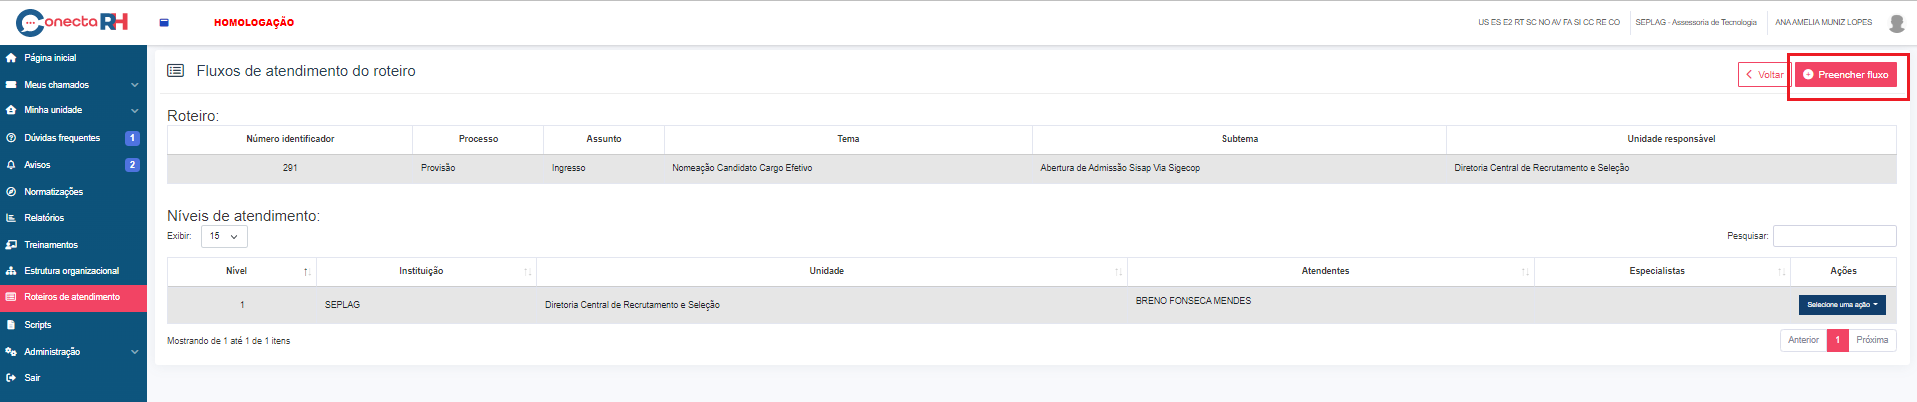 Conecta RH
HOMOLOGAÇÃO
US ES E2 RT SC NO AV FA SI CC RE CO
SEPLAG - Assessoria de Tecnologia
ANA AMELIA MUNIZ LOPES
Página inicial
Meus chamados
Minha unidade
Dúvidas frequentes 1
Avisos 2
Normatizações
Relatórios
Treinamentos
Estrutura organizacional
Roteiros de atendimento
Scripts
Administração
Sair
Fluxos de atendimento do roteiro
Voltar
Preencher fluxo
Roteiro:
Número identificador Processo Assunto Tema Subtema Unidade responsável
291 Provisão Ingresso Nomeação Candidato Cargo Efetivo Abertura de Admissão Sisap Via Sigecop Diretoria Central de Recrutamento e Seleção
Níveis de atendimento:
Exibir: 15
Pesquisar:
Nível Instituição Unidade Atendentes Especialistas Ações
1 SEPLAG Diretoria Central de Recrutamento e Seleção BRENO FONSECA MENDES Selecione uma ação
Mostrando de 1 até 1 de 1 itens
Anterior 1 Próxima